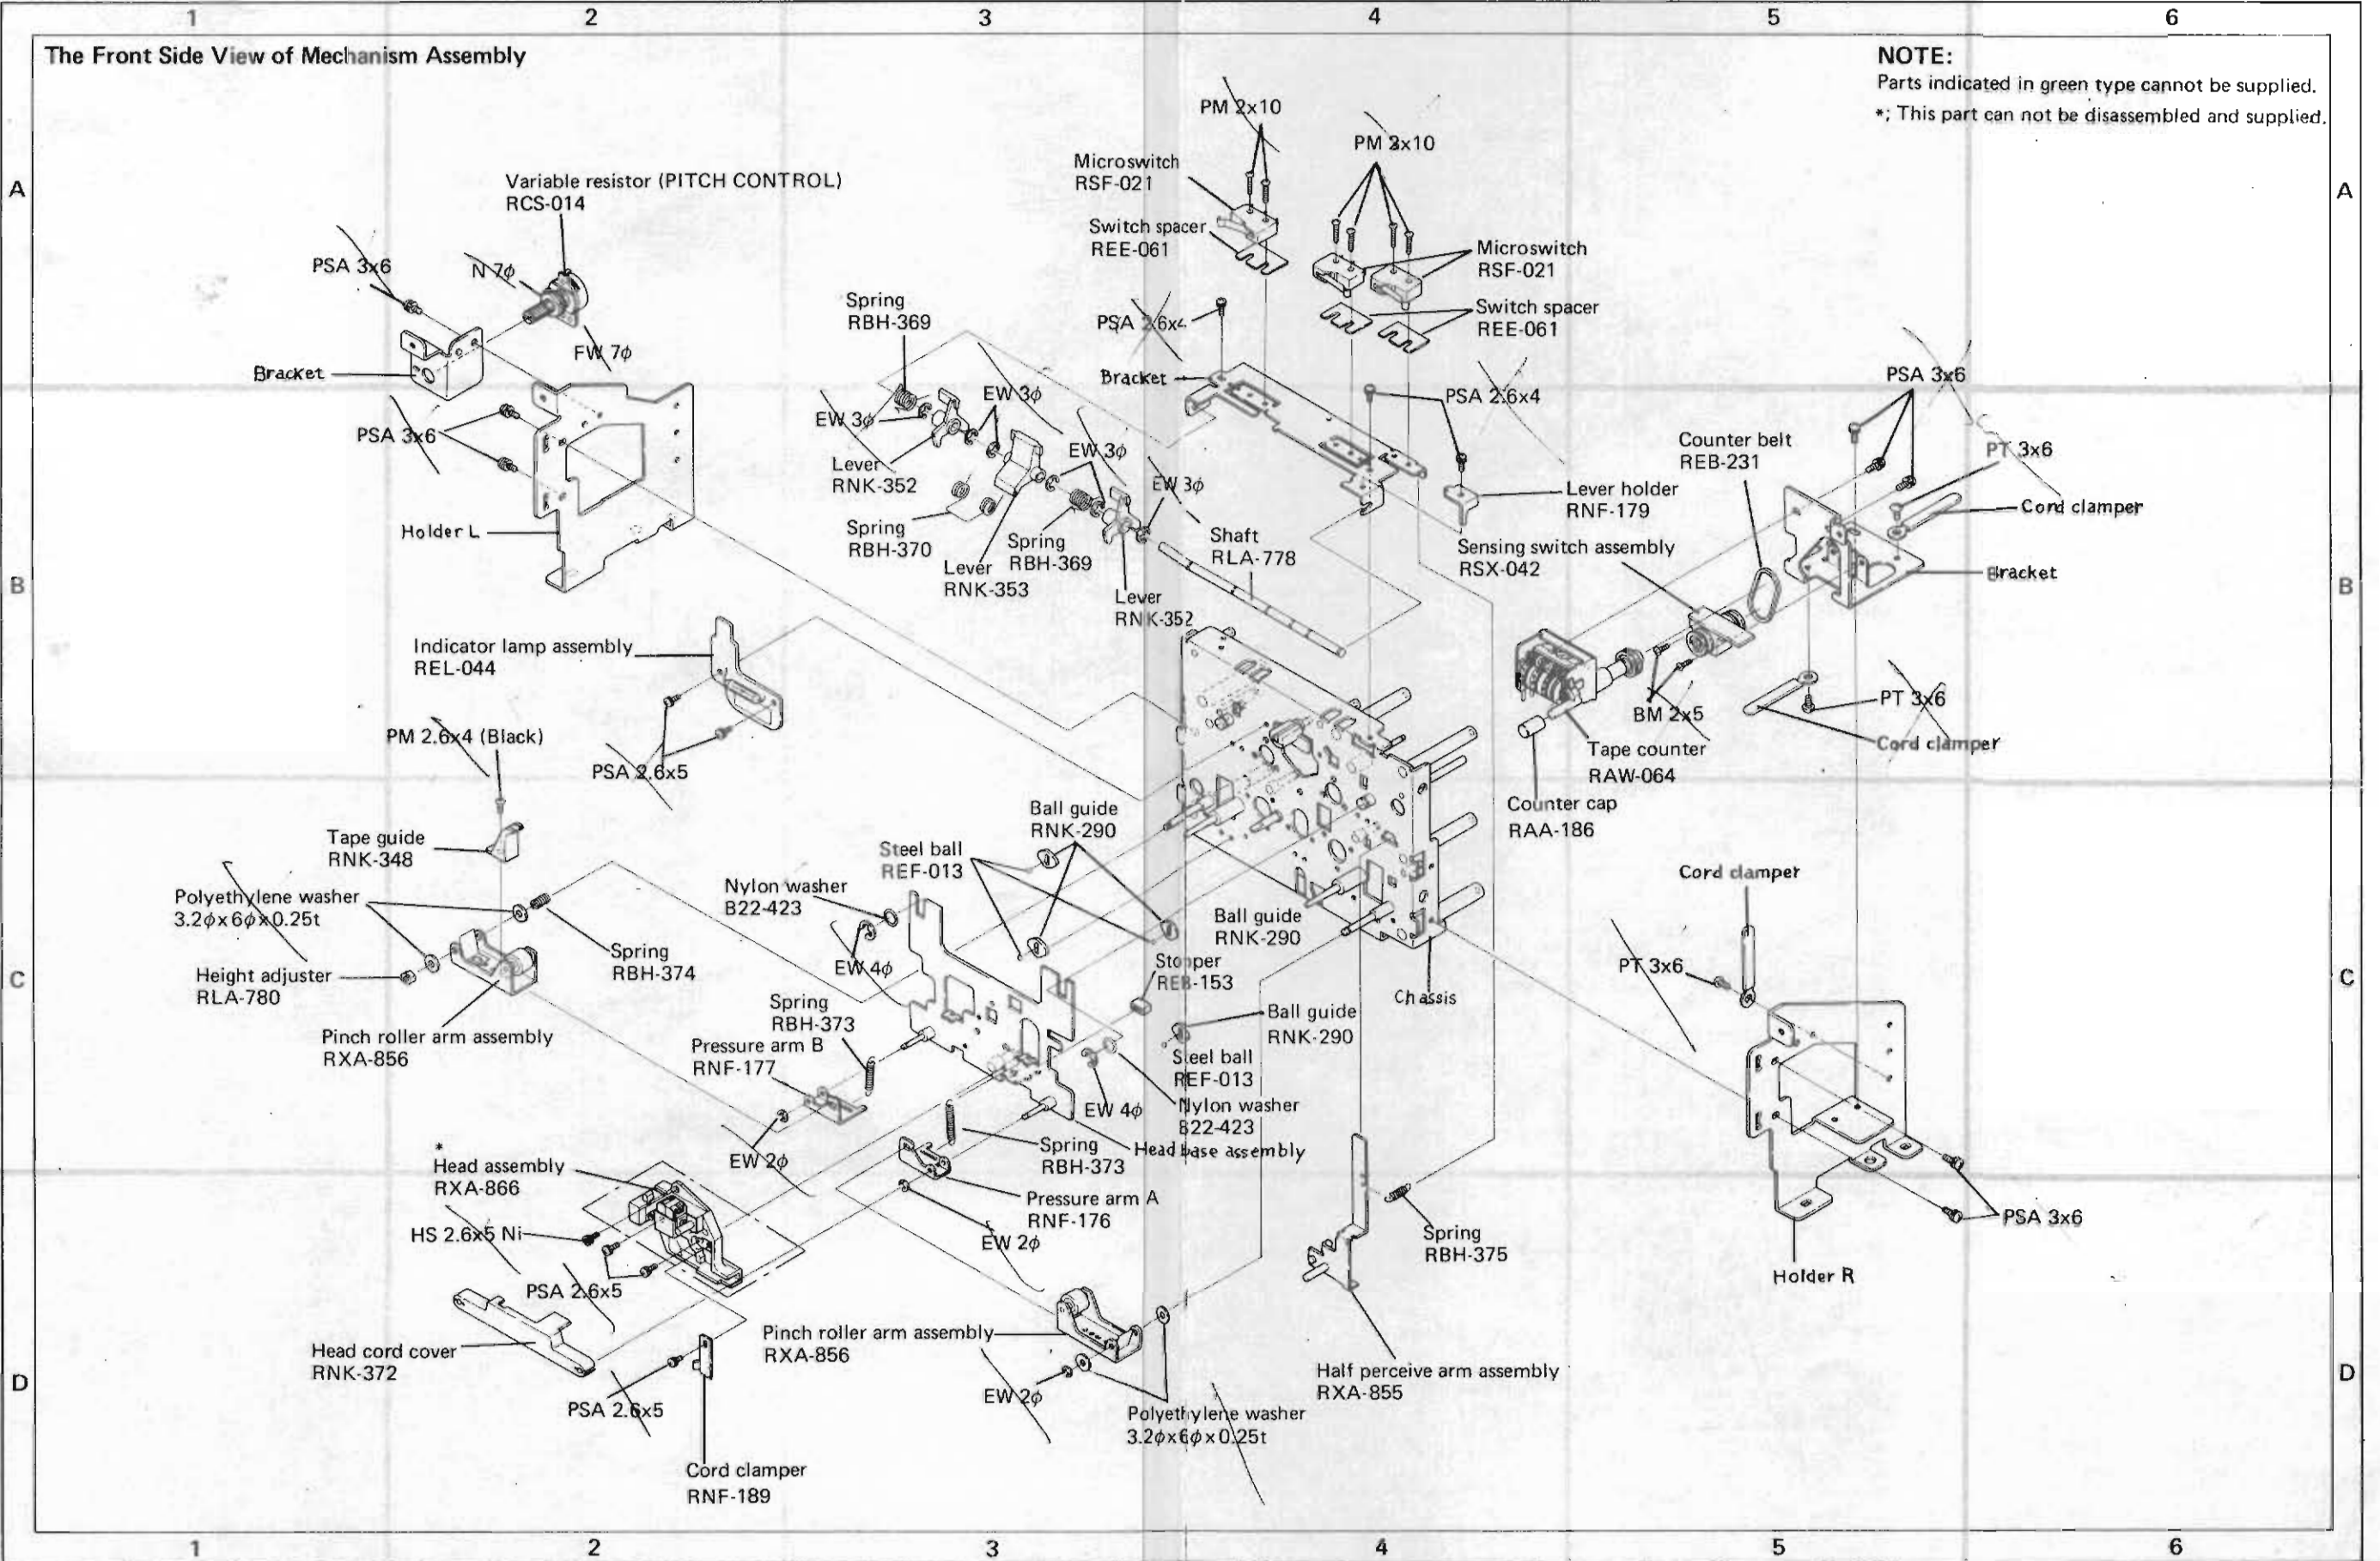 1 2 3 4 5 6
The Front Side View of Mechanism Assembly
NOTE:
Parts indicated in green type cannot be supplied.
*; This part can not be disassembled and supplied.
A
A
PM 2x10
PM 2x10
Microswitch
RSF-021
Switch spacer
REE-061
Microswitch
RSF-021
Switch spacer
REE-061
Variable resistor (PITCH CONTROL)
RCS-014
PSA 3x6
N 7φ
FW 7φ
Bracket
PSA 3x6
Holder L
Spring
RBH-369
PSA 2.6x4
Bracket
PSA 2.6x4
EW 3φ
EW 3φ
EW 3φ
EW 3φ
Lever
RNK-352
Spring
RBH-370
Lever
RNK-353
Spring
RBH-369
Lever
RNK-352
Shaft
RLA-778
Lever holder
RNF-179
Sensing switch assembly
RSX-042
Counter belt
REB-231
PSA 3x6
PT 3x6
Cord clamper
Bracket
B
B
Indicator lamp assembly
REL-044
PM 2.6x4 (Black)
PSA 2.6x5
BM 2x5
PT 3x6
Cord clamper
Tape counter
RAW-064
Counter cap
RAA-186
Tape guide
RNK-348
Polyethylene washer
3.2φx6φx0.25t
Height adjuster
RLA-780
Spring
RBH-374
Pinch roller arm assembly
RXA-856
Ball guide
RNK-290
Steel ball
REF-013
Nylon washer
B22-423
EW 4φ
Ball guide
RNK-290
Stopper
REB-153
Chassis
Cord clamper
PT 3x6
C
C
Spring
RBH-373
Pressure arm B
RNF-177
Ball guide
RNK-290
Steel ball
REF-013
EW 4φ
Nylon washer
B22-423
EW 2φ
Spring
RBH-373
Head base assembly
*
Head assembly
RXA-866
Pressure arm A
RNF-176
HS 2.6x5 Ni
EW 2φ
PSA 2.6x5
Spring
RBH-375
PSA 3x6
Holder R
Head cord cover
RNK-372
Pinch roller arm assembly
RXA-856
PSA 2.6x5
EW 2φ
Half perceive arm assembly
RXA-855
Polyethylene washer
3.2φx6φx0.25t
Cord clamper
RNF-189
D
D
1 2 3 4 5 6